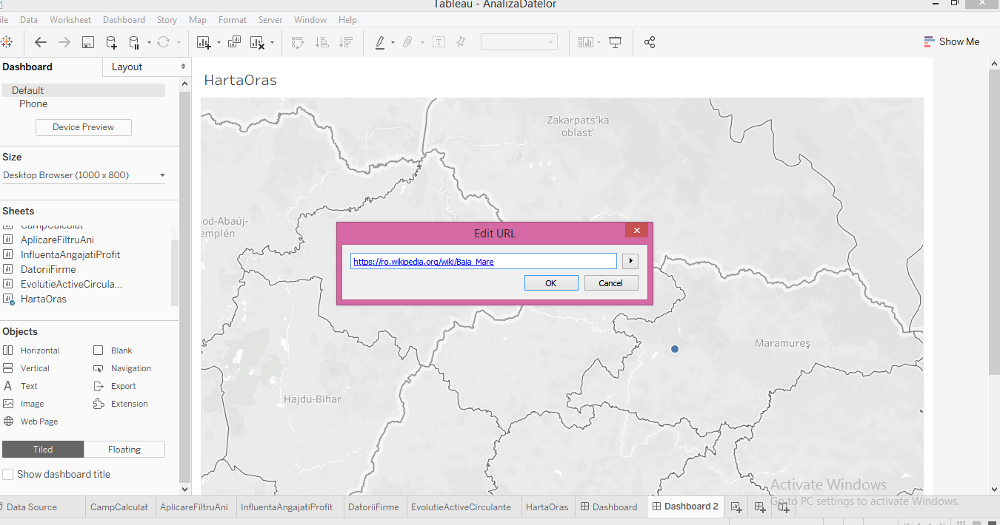 Tableau - AnalizaDatelor
ile Data Worksheet Dashboard Story Map Format Server Window Help
Show Me
Dashboard
Layout
Default
Phone
Device Preview
Size
Desktop Browser (1000 x 800)
Sheets
CampCalculat
AplicareFiltruAni
InfluentaAngajatiProfit
DatoriiFirme
EvolutieActiveCircula...
HartaOras
Objects
Horizontal
Blank
Vertical
Navigation
Text
Export
Image
Extension
Web Page
Tiled
Floating
Show dashboard title
HartaOras
Zakarpats'ka
oblast'
od-Abaúj-
emplén
Edit URL
https://ro.wikipedia.org/wiki/Baia_Mare
OK
Cancel
Maramureş
Hajdú-Bihar
Activate Windows
Go to PC settings to activate Windows.
Data Source
CampCalculat
AplicareFiltruAni
InfluentaAngajatiProfit
DatoriiFirme
EvolutieActiveCirculante
HartaOras
Dashboard
Dashboard 2